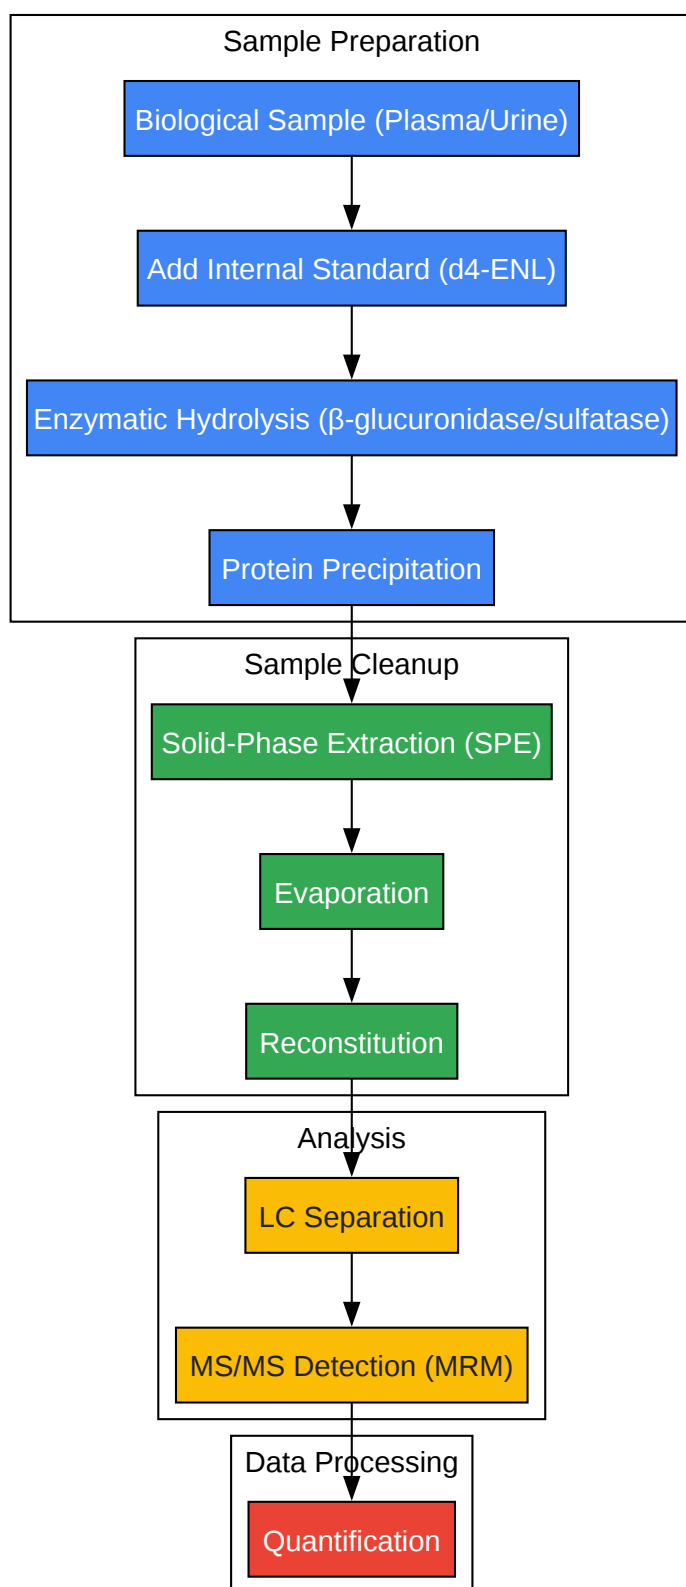 Sample Preparation
Biological Sample (Plasma/Urine)
Add Internal Standard (d4-ENL)
Enzymatic Hydrolysis (β-glucuronidase/sulfatase)
Protein Precipitation
Sample Cleanup
Solid-Phase Extraction (SPE)
Evaporation
Reconstitution
Analysis
LC Separation
MS/MS Detection (MRM)
Data Processing
Quantification